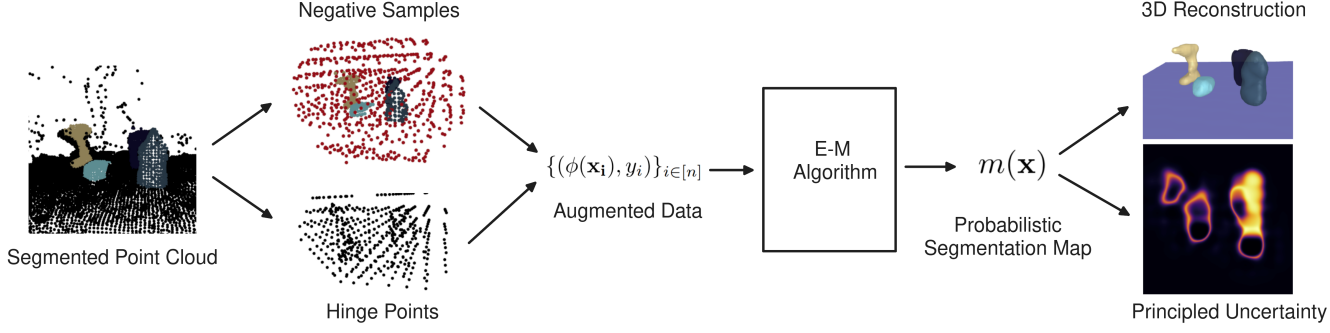 Negative Samples
3D Reconstruction
Segmented Point Cloud
Hinge Points
{(ϕ(x_i), y_i)}_{i∈[n]}
Augmented Data
E-M
Algorithm
m(x)
Probabilistic
Segmentation Map
Principled Uncertainty